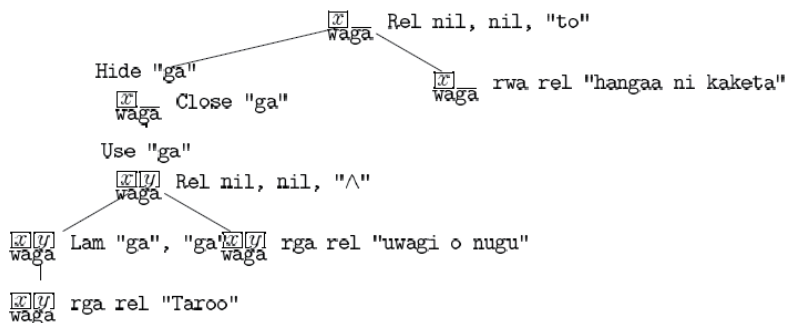 x Rel nil, nil, "to"
waga
Hide "ga"
x Close "ga"
waga
x rwa rel "hangaa ni kaketa"
waga
Use "ga"
x y Rel nil, nil, "∧"
waga
x y Lam "ga", "ga" x y rga rel "uwagi o nugu"
waga waga
x y rga rel "Taroo"
waga